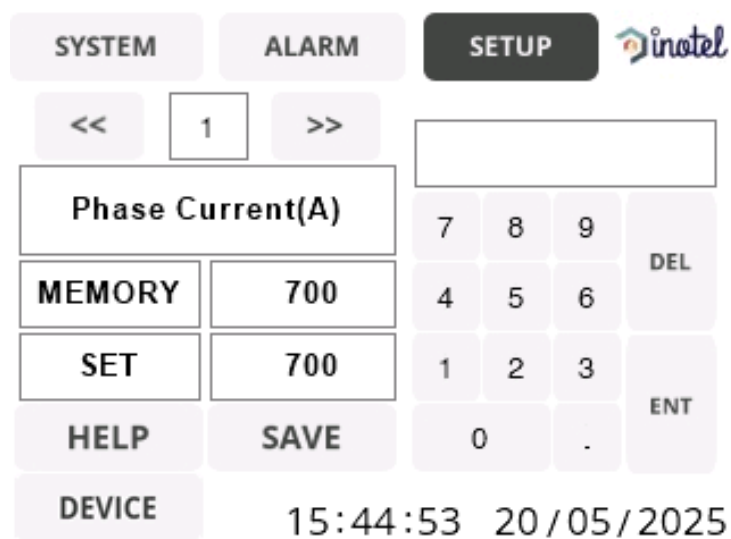 SYSTEM ALARM SETUP inotel
<< 1 >>
Phase Current(A)
MEMORY 700
SET 700
HELP SAVE
DEVICE
7 8 9 DEL
4 5 6
1 2 3 ENT
0 .
15:44:53 20/05/2025